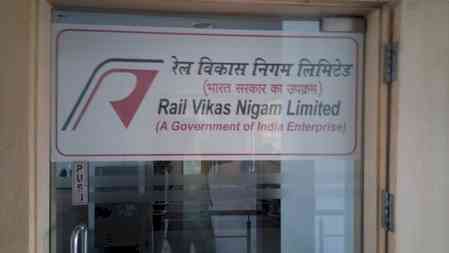 रेल विकास निगम लिमिटेड
(भारत सरकार का उपक्रम)
Rail Vikas Nigam Limited
(A Government of India Enterprise)
PUSH